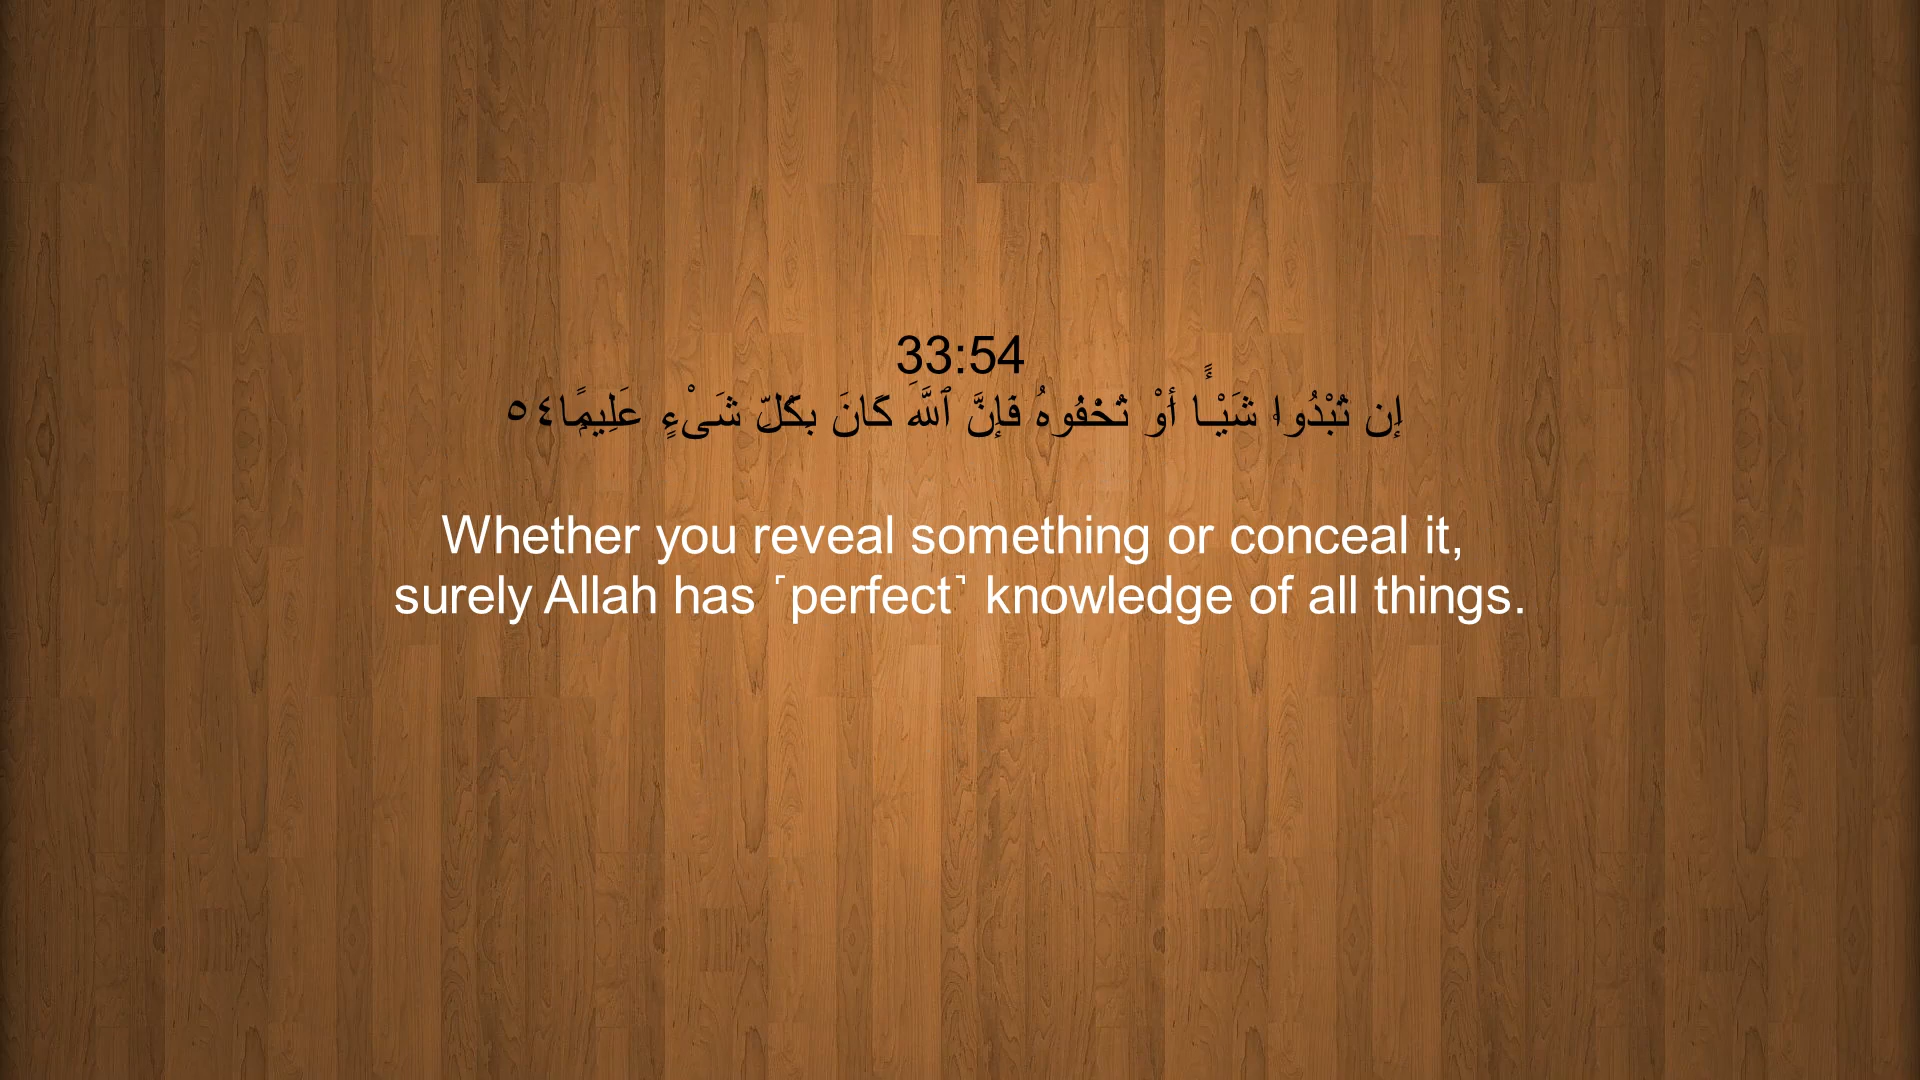 33:54
إِن تُبْدُوا۟ شَيْـًٔا أَوْ تُخْفُوهُ فَإِنَّ ٱللَّهَ كَانَ بِكُلِّ شَىْءٍ عَلِيمًۭا٥٤
Whether you reveal something or conceal it,
surely Allah has ˹perfect˺ knowledge of all things.